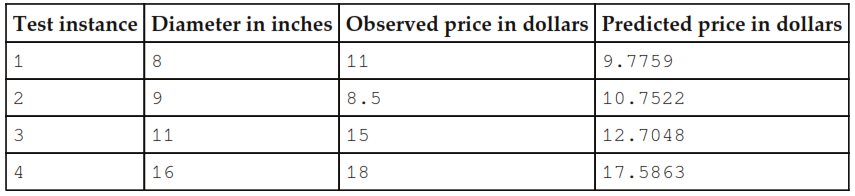 Test instance Diameter in inches Observed price in dollars Predicted price in dollars
1 8 11 9.7759
2 9 8.5 10.7522
3 11 15 12.7048
4 16 18 17.5863